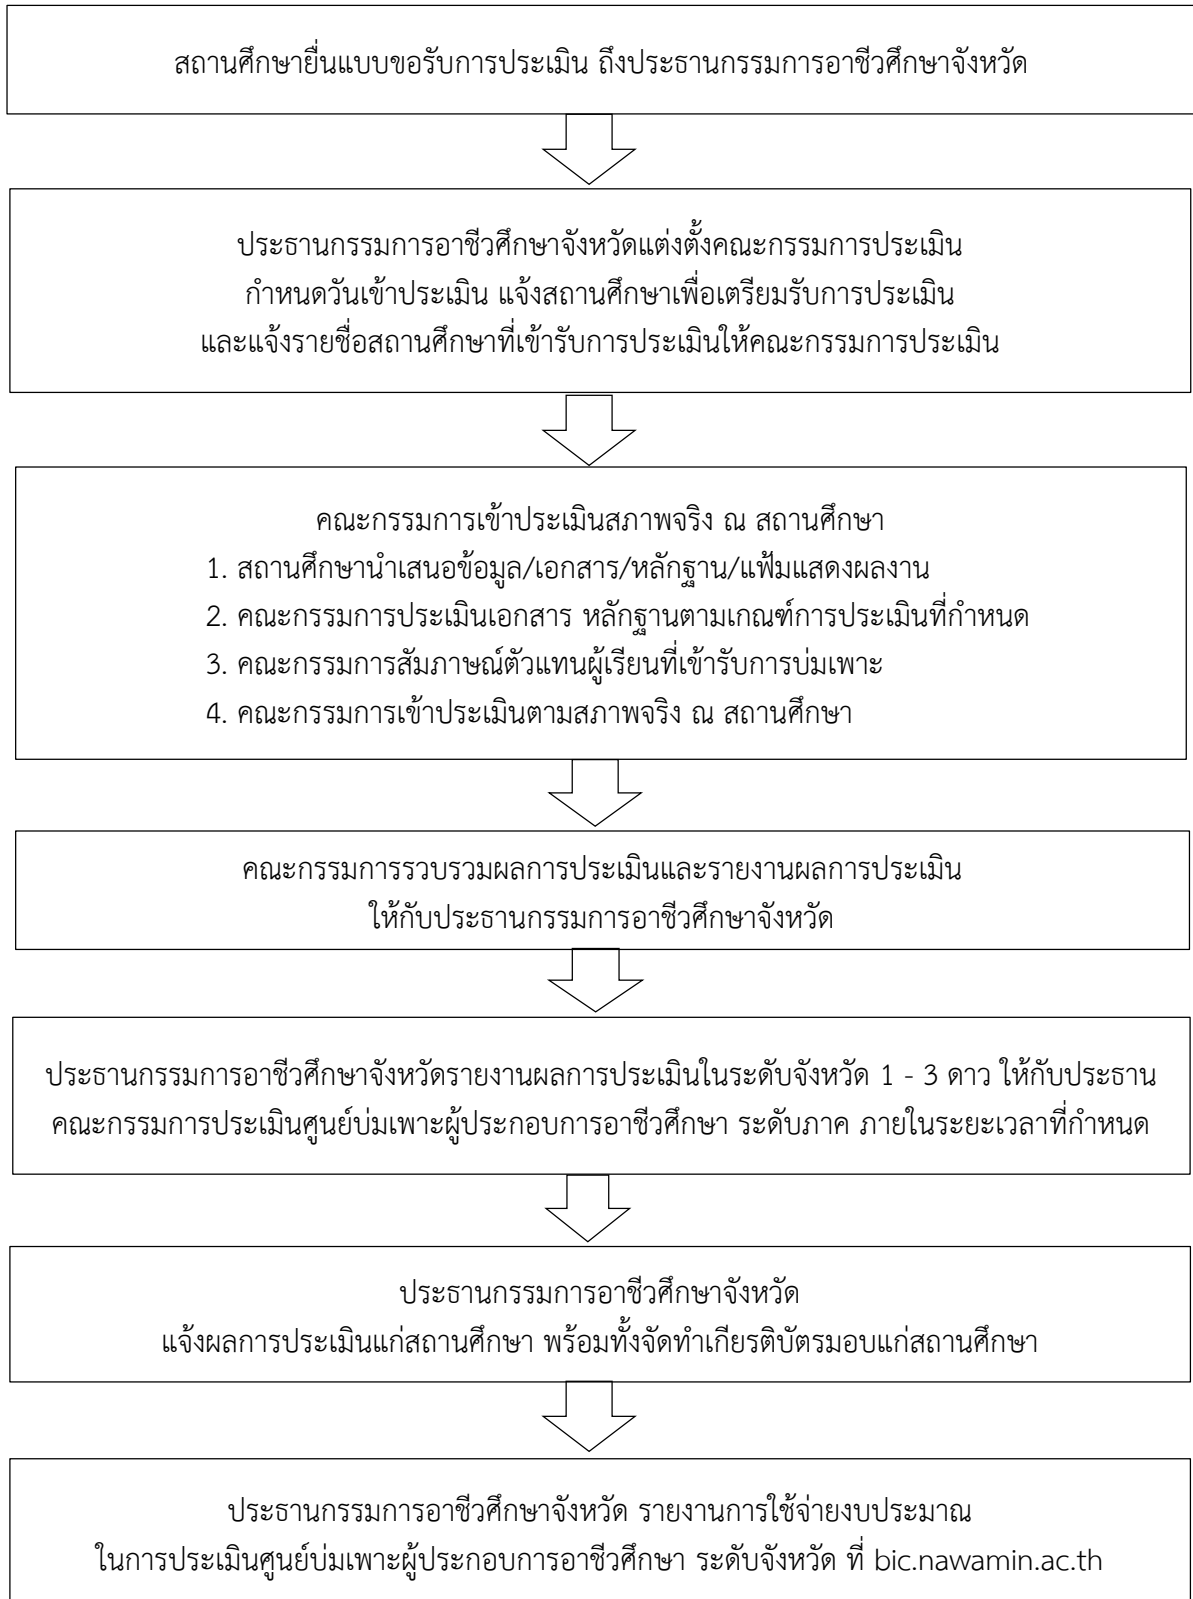 สถานศึกษายื่นแบบขอรับการประเมิน ถึงประธานกรรมการอาชีวศึกษาจังหวัด
ประธานกรรมการอาชีวศึกษาจังหวัดแต่งตั้งคณะกรรมการประเมิน
กำหนดวันเข้าประเมิน แจ้งสถานศึกษาเพื่อเตรียมรับการประเมิน
และแจ้งรายชื่อสถานศึกษาที่เข้ารับการประเมินให้คณะกรรมการประเมิน
คณะกรรมการเข้าประเมินสภาพจริง ณ สถานศึกษา
1. สถานศึกษานำเสนอข้อมูล/เอกสาร/หลักฐาน/แฟ้มแสดงผลงาน
2. คณะกรรมการประเมินเอกสาร หลักฐานตามเกณฑ์การประเมินที่กำหนด
3. คณะกรรมการสัมภาษณ์ตัวแทนผู้เรียนที่เข้ารับการบ่มเพาะ
4. คณะกรรมการเข้าประเมินตามสภาพจริง ณ สถานศึกษา
คณะกรรมการรวบรวมผลการประเมินและรายงานผลการประเมิน
ให้กับประธานกรรมการอาชีวศึกษาจังหวัด
ประธานกรรมการอาชีวศึกษาจังหวัดรายงานผลการประเมินในระดับจังหวัด 1 - 3 ดาว ให้กับประธาน
คณะกรรมการประเมินศูนย์บ่มเพาะผู้ประกอบการอาชีวศึกษา ระดับภาค ภายในระยะเวลาที่กำหนด
ประธานกรรมการอาชีวศึกษาจังหวัด
แจ้งผลการประเมินแก่สถานศึกษา พร้อมทั้งจัดทำเกียรติบัตรมอบแก่สถานศึกษา
ประธานกรรมการอาชีวศึกษาจังหวัด รายงานการใช้จ่ายงบประมาณ
ในการประเมินศูนย์บ่มเพาะผู้ประกอบการอาชีวศึกษา ระดับจังหวัด ที่ bic.nawamin.ac.th